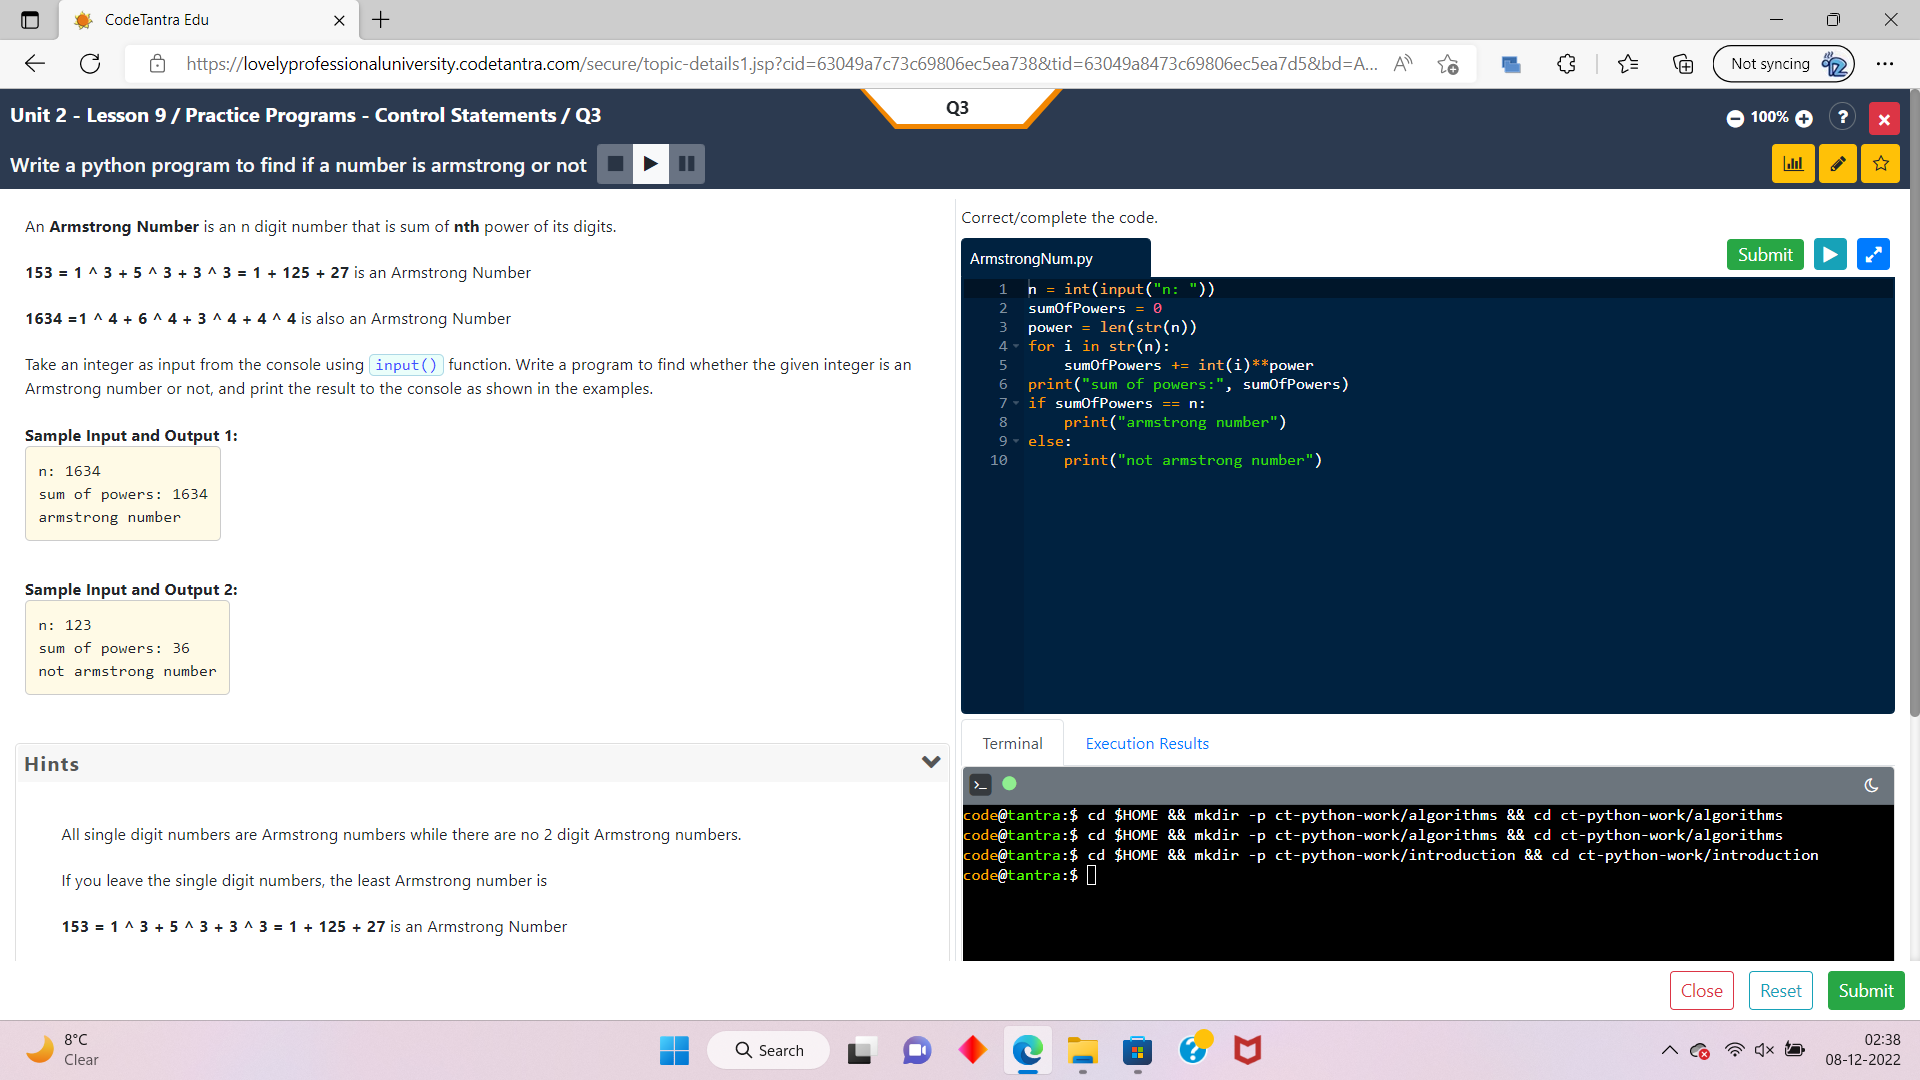 CodeTantra Edu
https://lovelyprofessionaluniversity.codetantra.com/secure/topic-details1.jsp?cid=63049a7c73c69806ec5ea738&tid=63049a8473c69806ec5ea7d5&bd=A...
Not syncing
Unit 2 - Lesson 9 / Practice Programs - Control Statements / Q3
Q3
100%
?
Write a python program to find if a number is armstrong or not
An Armstrong Number is an n digit number that is sum of nth power of its digits.
153 = 1 ^ 3 + 5 ^ 3 + 3 ^ 3 = 1 + 125 + 27 is an Armstrong Number
1634 =1 ^ 4 + 6 ^ 4 + 3 ^ 4 + 4 ^ 4 is also an Armstrong Number
Take an integer as input from the console using input() function. Write a program to find whether the given integer is an
Armstrong number or not, and print the result to the console as shown in the examples.
Sample Input and Output 1:
n: 1634
sum of powers: 1634
armstrong number
Sample Input and Output 2:
n: 123
sum of powers: 36
not armstrong number
Hints
All single digit numbers are Armstrong numbers while there are no 2 digit Armstrong numbers.
If you leave the single digit numbers, the least Armstrong number is
153 = 1 ^ 3 + 5 ^ 3 + 3 ^ 3 = 1 + 125 + 27 is an Armstrong Number
Correct/complete the code.
ArmstrongNum.py
Submit
1 n = int(input("n: "))
2 sumOfPowers = 0
3 power = len(str(n))
4 for i in str(n):
5 sumOfPowers += int(i)**power
6 print("sum of powers:", sumOfPowers)
7 if sumOfPowers == n:
8 print("armstrong number")
9 else:
10 print("not armstrong number")
Terminal
Execution Results
code@tantra:$ cd $HOME && mkdir -p ct-python-work/algorithms && cd ct-python-work/algorithms
code@tantra:$ cd $HOME && mkdir -p ct-python-work/algorithms && cd ct-python-work/algorithms
code@tantra:$ cd $HOME && mkdir -p ct-python-work/introduction && cd ct-python-work/introduction
code@tantra:$
Close
Reset
Submit
8°C
Clear
Search
02:38
08-12-2022